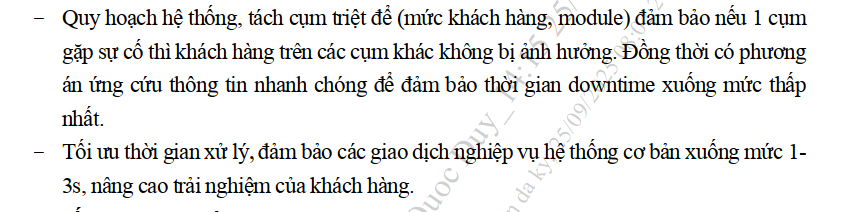 – Quy hoạch hệ thống, tách cụm triệt để (mức khách hàng, module) đảm bảo nếu 1 cụm
gặp sự cố thì khách hàng trên các cụm khác không bị ảnh hưởng. Đồng thời có phương
án ứng cứu thông tin nhanh chóng để đảm bảo thời gian downtime xuống mức thấp
nhất.
– Tối ưu thời gian xử lý, đảm bảo các giao dịch nghiệp vụ hệ thống cơ bản xuống mức 1-
3s, nâng cao trải nghiệm của khách hàng.